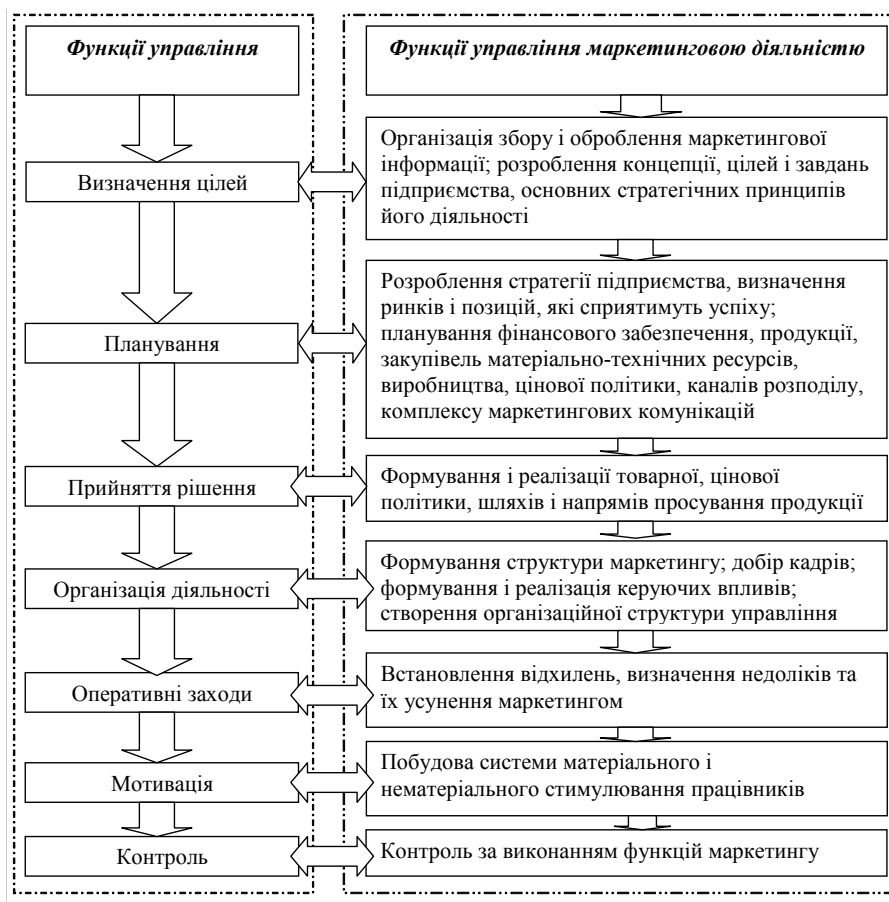 Функції управління
Функції управління маркетинговою діяльністю
Визначення цілей
Організація збору і оброблення маркетингової
інформації; розроблення концепції, цілей і завдань
підприємства, основних стратегічних принципів
його діяльності
Планування
Розроблення стратегії підприємства, визначення
ринків і позицій, які сприятимуть успіху;
планування фінансового забезпечення, продукції,
закупівель матеріально-технічних ресурсів,
виробництва, цінової політики, каналів розподілу,
комплексу маркетингових комунікацій
Прийняття рішення
Формування і реалізації товарної, цінової
політики, шляхів і напрямів просування продукції
Організація діяльності
Формування структури маркетингу; добір кадрів;
формування і реалізація керуючих впливів;
створення організаційної структури управління
Оперативні заходи
Встановлення відхилень, визначення недоліків та
їх усунення маркетингом
Мотивація
Побудова системи матеріального і
нематеріального стимулювання працівників
Контроль
Контроль за виконанням функцій маркетингу